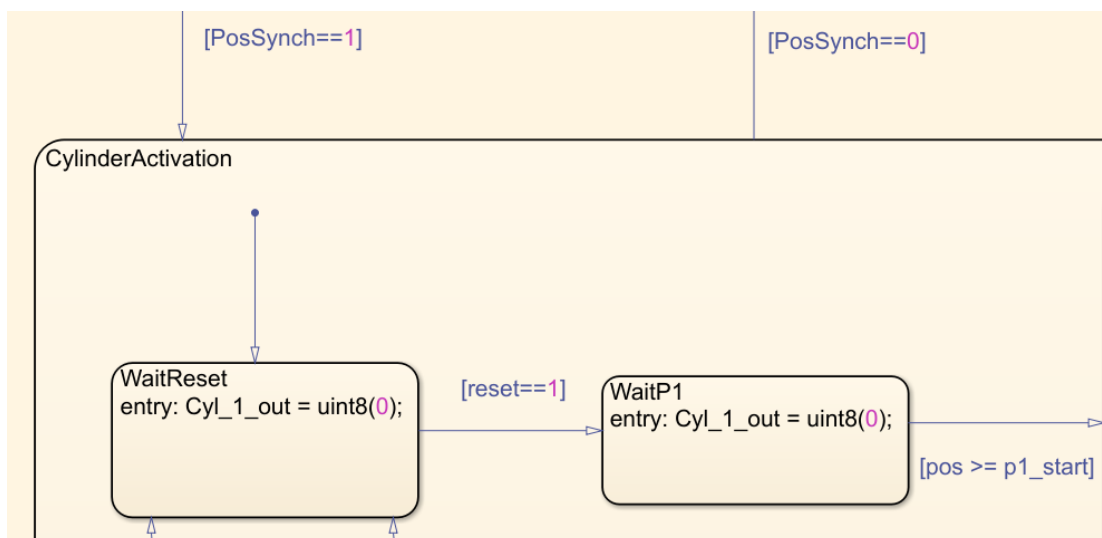 [PosSynch==1]
[PosSynch==0]
CylinderActivation
WaitReset
entry: Cyl_1_out = uint8(0);
[reset==1]
WaitP1
entry: Cyl_1_out = uint8(0);
[pos >= p1_start]